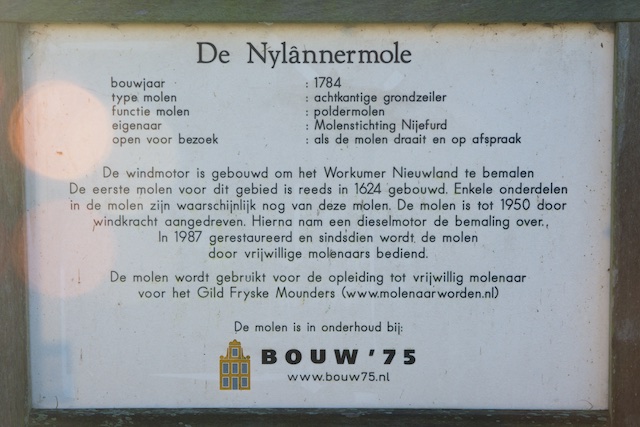 De Nylânnermole
bouwjaar : 1784
type molen : achtkantige grondzeiler
functie molen : poldermolen
eigenaar : Molenstichting Nijefurd
open voor bezoek : als de molen draait en op afspraak
De windmotor is gebouwd om het Workumer Nieuwland te bemalen
De eerste molen voor dit gebied is reeds in 1624 gebouwd. Enkele onderdelen
in de molen zijn waarschijnlijk nog van deze molen. De molen is tot 1950 door
windkracht aangedreven. Hierna nam een dieselmotor de bemaling over.,
In 1987 gerestaureerd en sindsdien wordt de molen
door vrijwillige molenaars bediend.
De molen wordt gebruikt voor de opleiding tot vrijwillig molenaar
voor het Gild Fryske Mounders (www.molenaarworden.nl)
De molen is in onderhoud bij:
BOUW '75
www.bouw75.nl